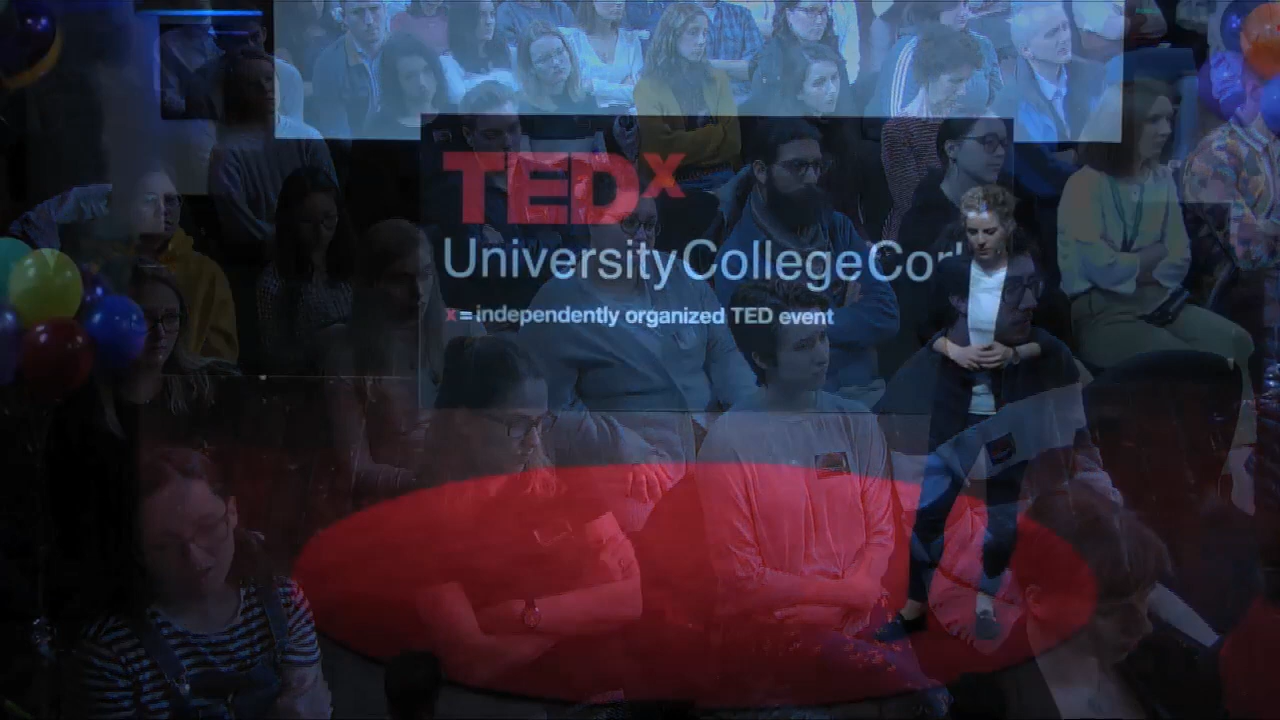 TEDx
UniversityCollegeCor
x = independently organized TED event